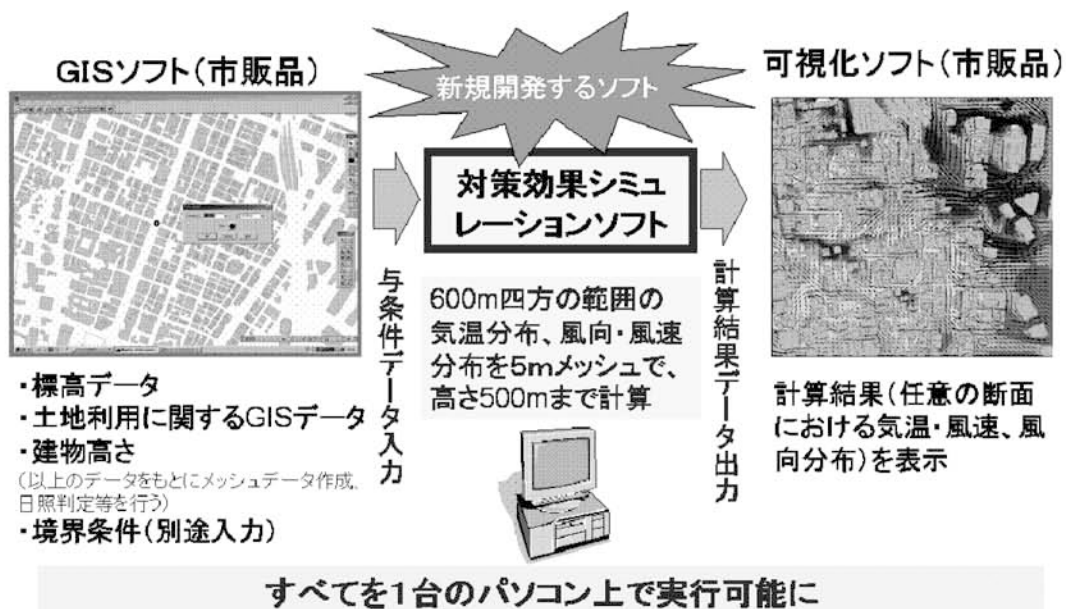 GISソフト(市販品)
新規開発するソフト
可視化ソフト(市販品)
対策効果シミュ
レーションソフト
与条件データ入力
600m四方の範囲の
気温分布、風向・風速
分布を5mメッシュで、
高さ500mまで計算
計算結果データ出力
・標高データ
・土地利用に関するGISデータ
・建物高さ
(以上のデータをもとにメッシュデータ作成、
日照判定等を行う)
・境界条件(別途入力)
計算結果(任意の断面
における気温・風速、風
向分布)を表示
すべてを1台のパソコン上で実行可能に